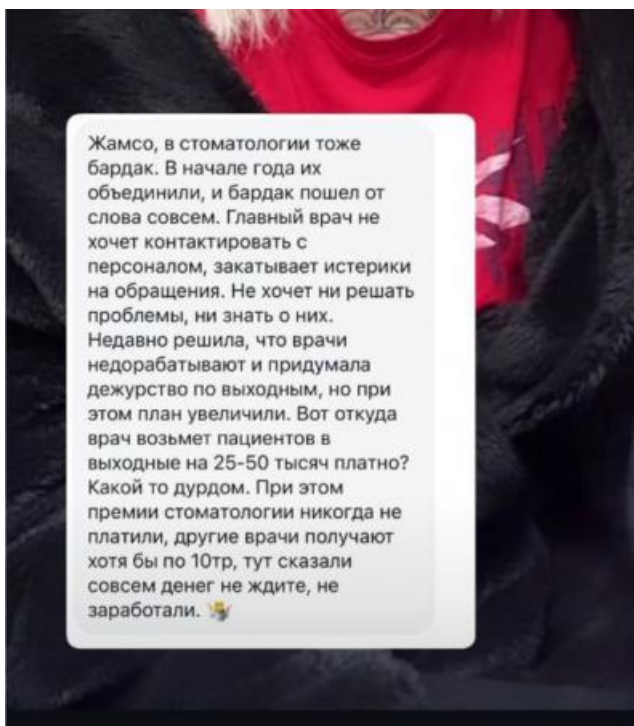 Жамсо, в стоматологии тоже
бардак. В начале года их
объединили, и бардак пошел от
слова совсем. Главный врач не
хочет контактировать с
персоналом, закатывает истерики
на обращения. Не хочет ни решать
проблемы, ни знать о них.
Недавно решила, что врачи
недорабатывают и придумала
дежурство по выходным, но при
этом план увеличили. Вот откуда
врач возьмет пациентов в
выходные на 25-50 тысяч платно?
Какой то дурдом. При этом
премии стоматологии никогда не
платили, другие врачи получают
хотя бы по 10тр, тут сказали
совсем денег не ждите, не
заработали. 🤷